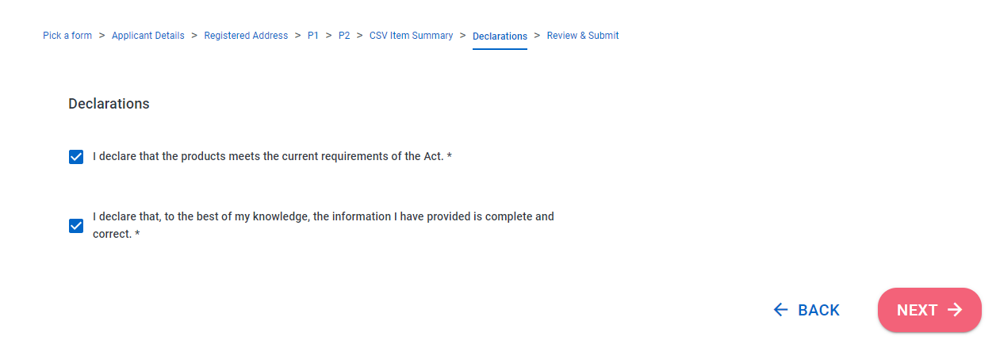 Pick a form > Applicant Details > Registered Address > P1 > P2 > CSV Item Summary > Declarations > Review & Submit
Declarations
I declare that the products meets the current requirements of the Act. *
I declare that, to the best of my knowledge, the information I have provided is complete and
correct. *
BACK NEXT